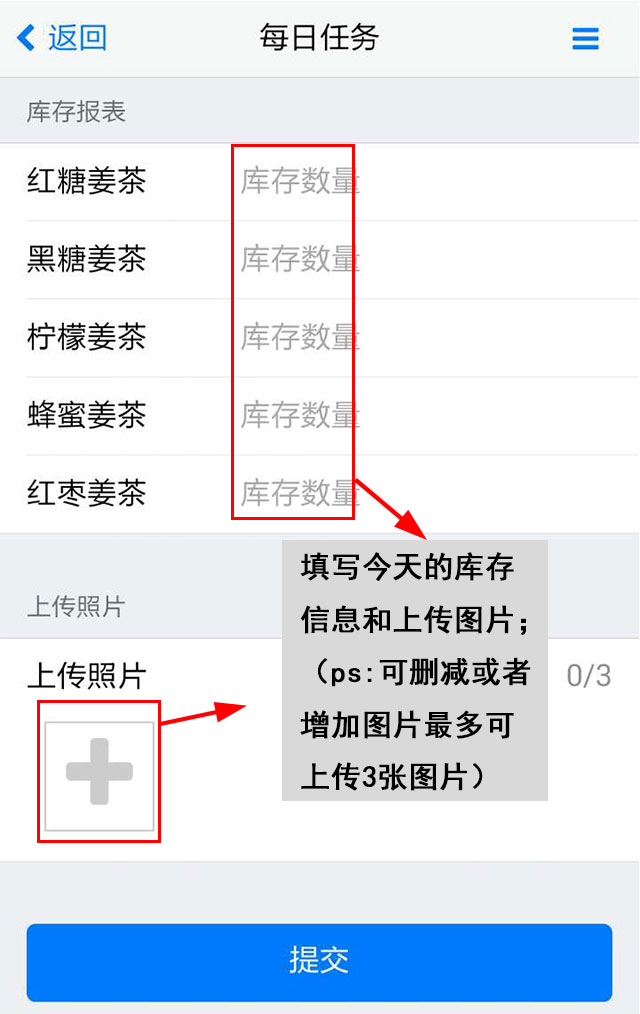 返回 每日任务
库存报表
红糖姜茶 库存数量
黑糖姜茶 库存数量
柠檬姜茶 库存数量
蜂蜜姜茶 库存数量
红枣姜茶 库存数量
填写今天的库存
信息和上传图片；
（ps:可删减或者
增加图片最多可
上传3张图片）
上传照片
上传照片 0/3
提交